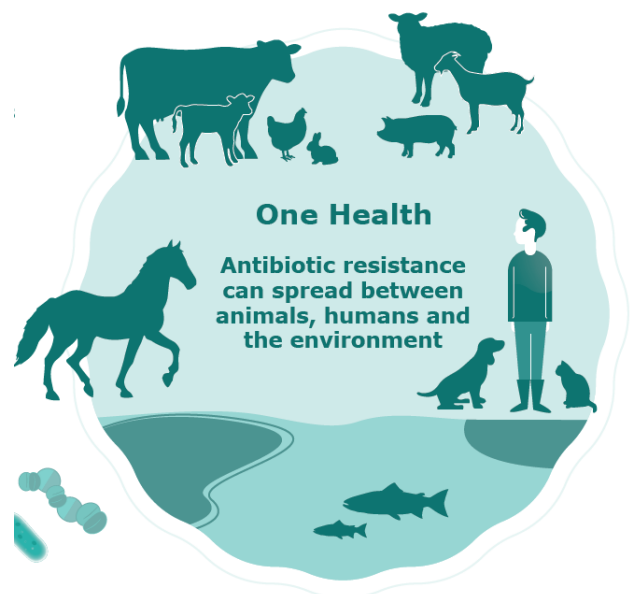 One Health
Antibiotic resistance
can spread between
animals, humans and
the environment